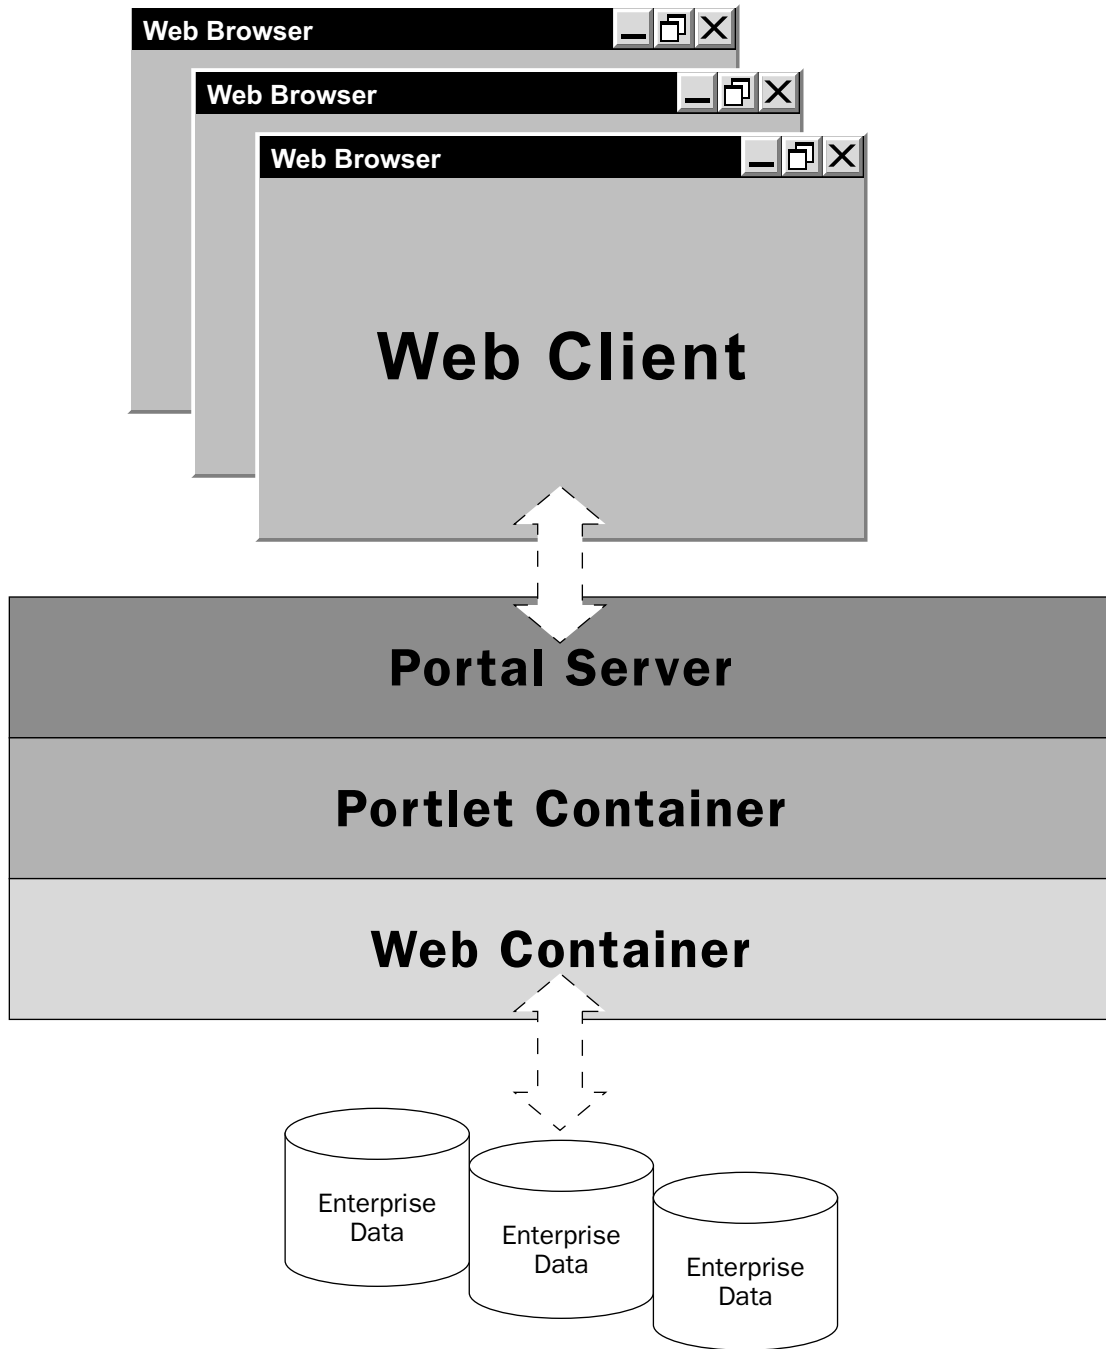 Web Browser
Web Browser
Web Browser
Web Client
Portal Server
Portlet Container
Web Container
Enterprise
Data
Enterprise
Data
Enterprise
Data